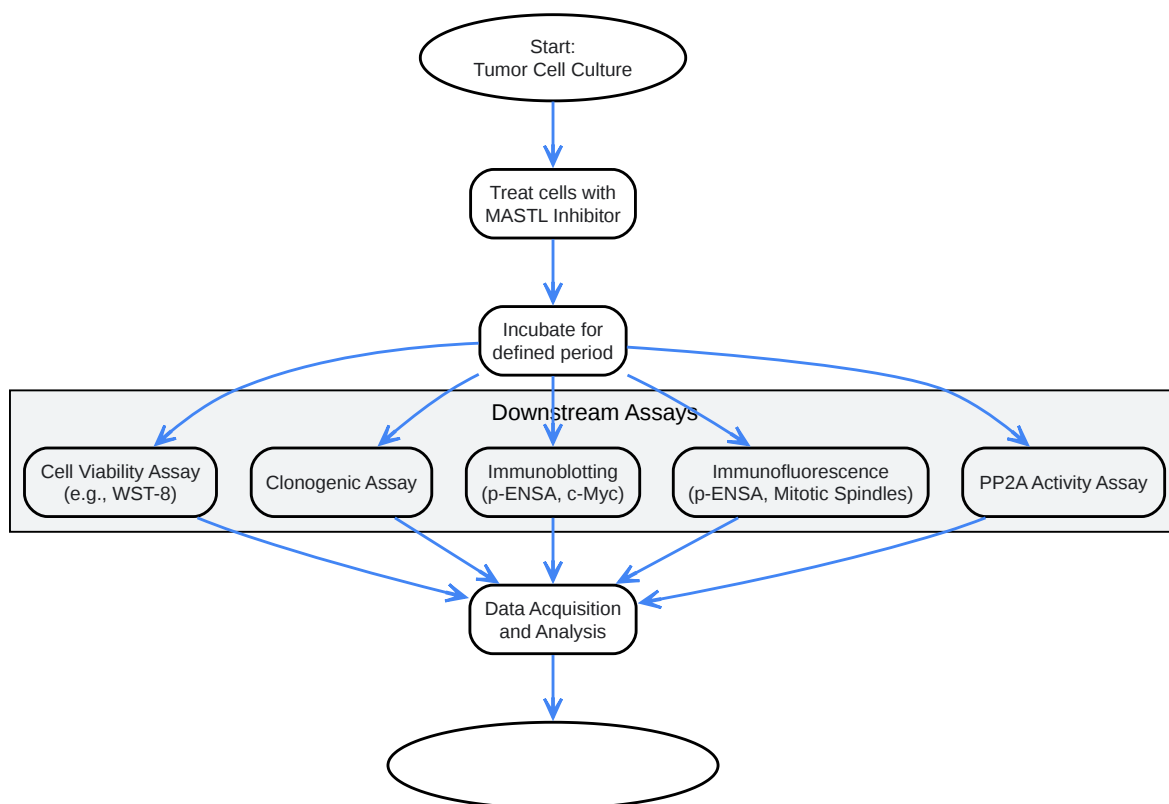 Start:
Tumor Cell Culture
Treat cells with
MASTL Inhibitor
Incubate for
defined period
Downstream Assays
Cell Viability Assay
(e.g., WST-8)
Clonogenic Assay
Immunoblotting
(p-ENSA, c-Myc)
Immunofluorescence
(p-ENSA, Mitotic Spindles)
PP2A Activity Assay
Data Acquisition
and Analysis